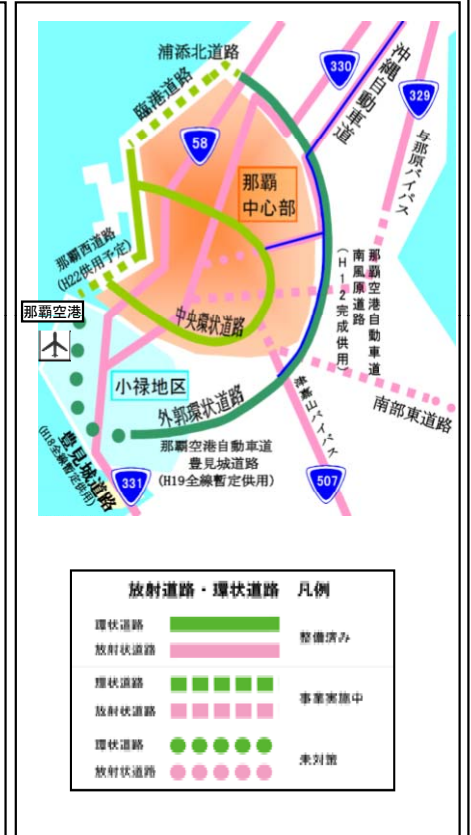 浦添北道路
臨港道路
330
沖縄自動車道
329
与那原バイパス
58
那覇
中心部
那覇西道路
(H22供用予定)
那覇空港
中央環状道路
那覇空港自動車道
南風原道路
(H12完成供用)
小禄地区
外郭環状道路
津嘉山バイパス
南部東道路
豊見城道路
(H18全線暫定供用)
那覇空港自動車道
豊見城道路
(H19全線暫定供用)
331
507
放射道路・環状道路 凡例
環状道路
放射状道路
整備済み
環状道路
放射状道路
事業実施中
環状道路
放射状道路
未対策